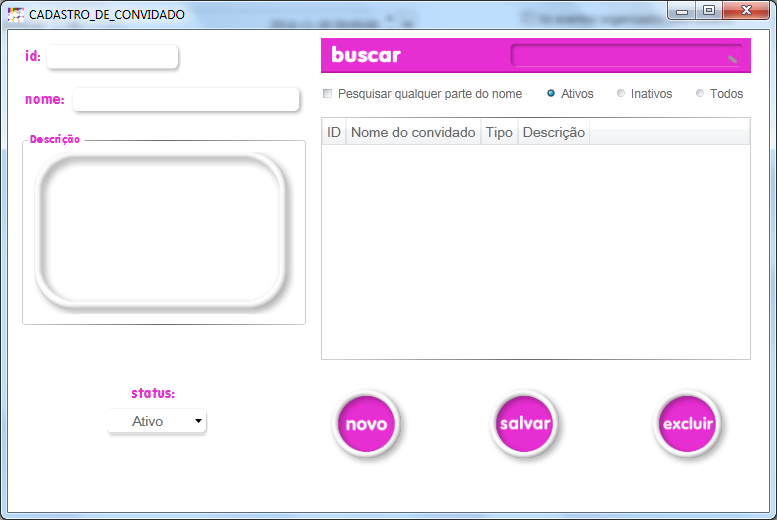 CADASTRO_DE_CONVIDADO
id:
buscar
nome:
Pesquisar qualquer parte do nome
Ativos
Inativos
Todos
Descrição
ID
Nome do convidado
Tipo
Descrição
status:
Ativo
novo
salvar
excluir